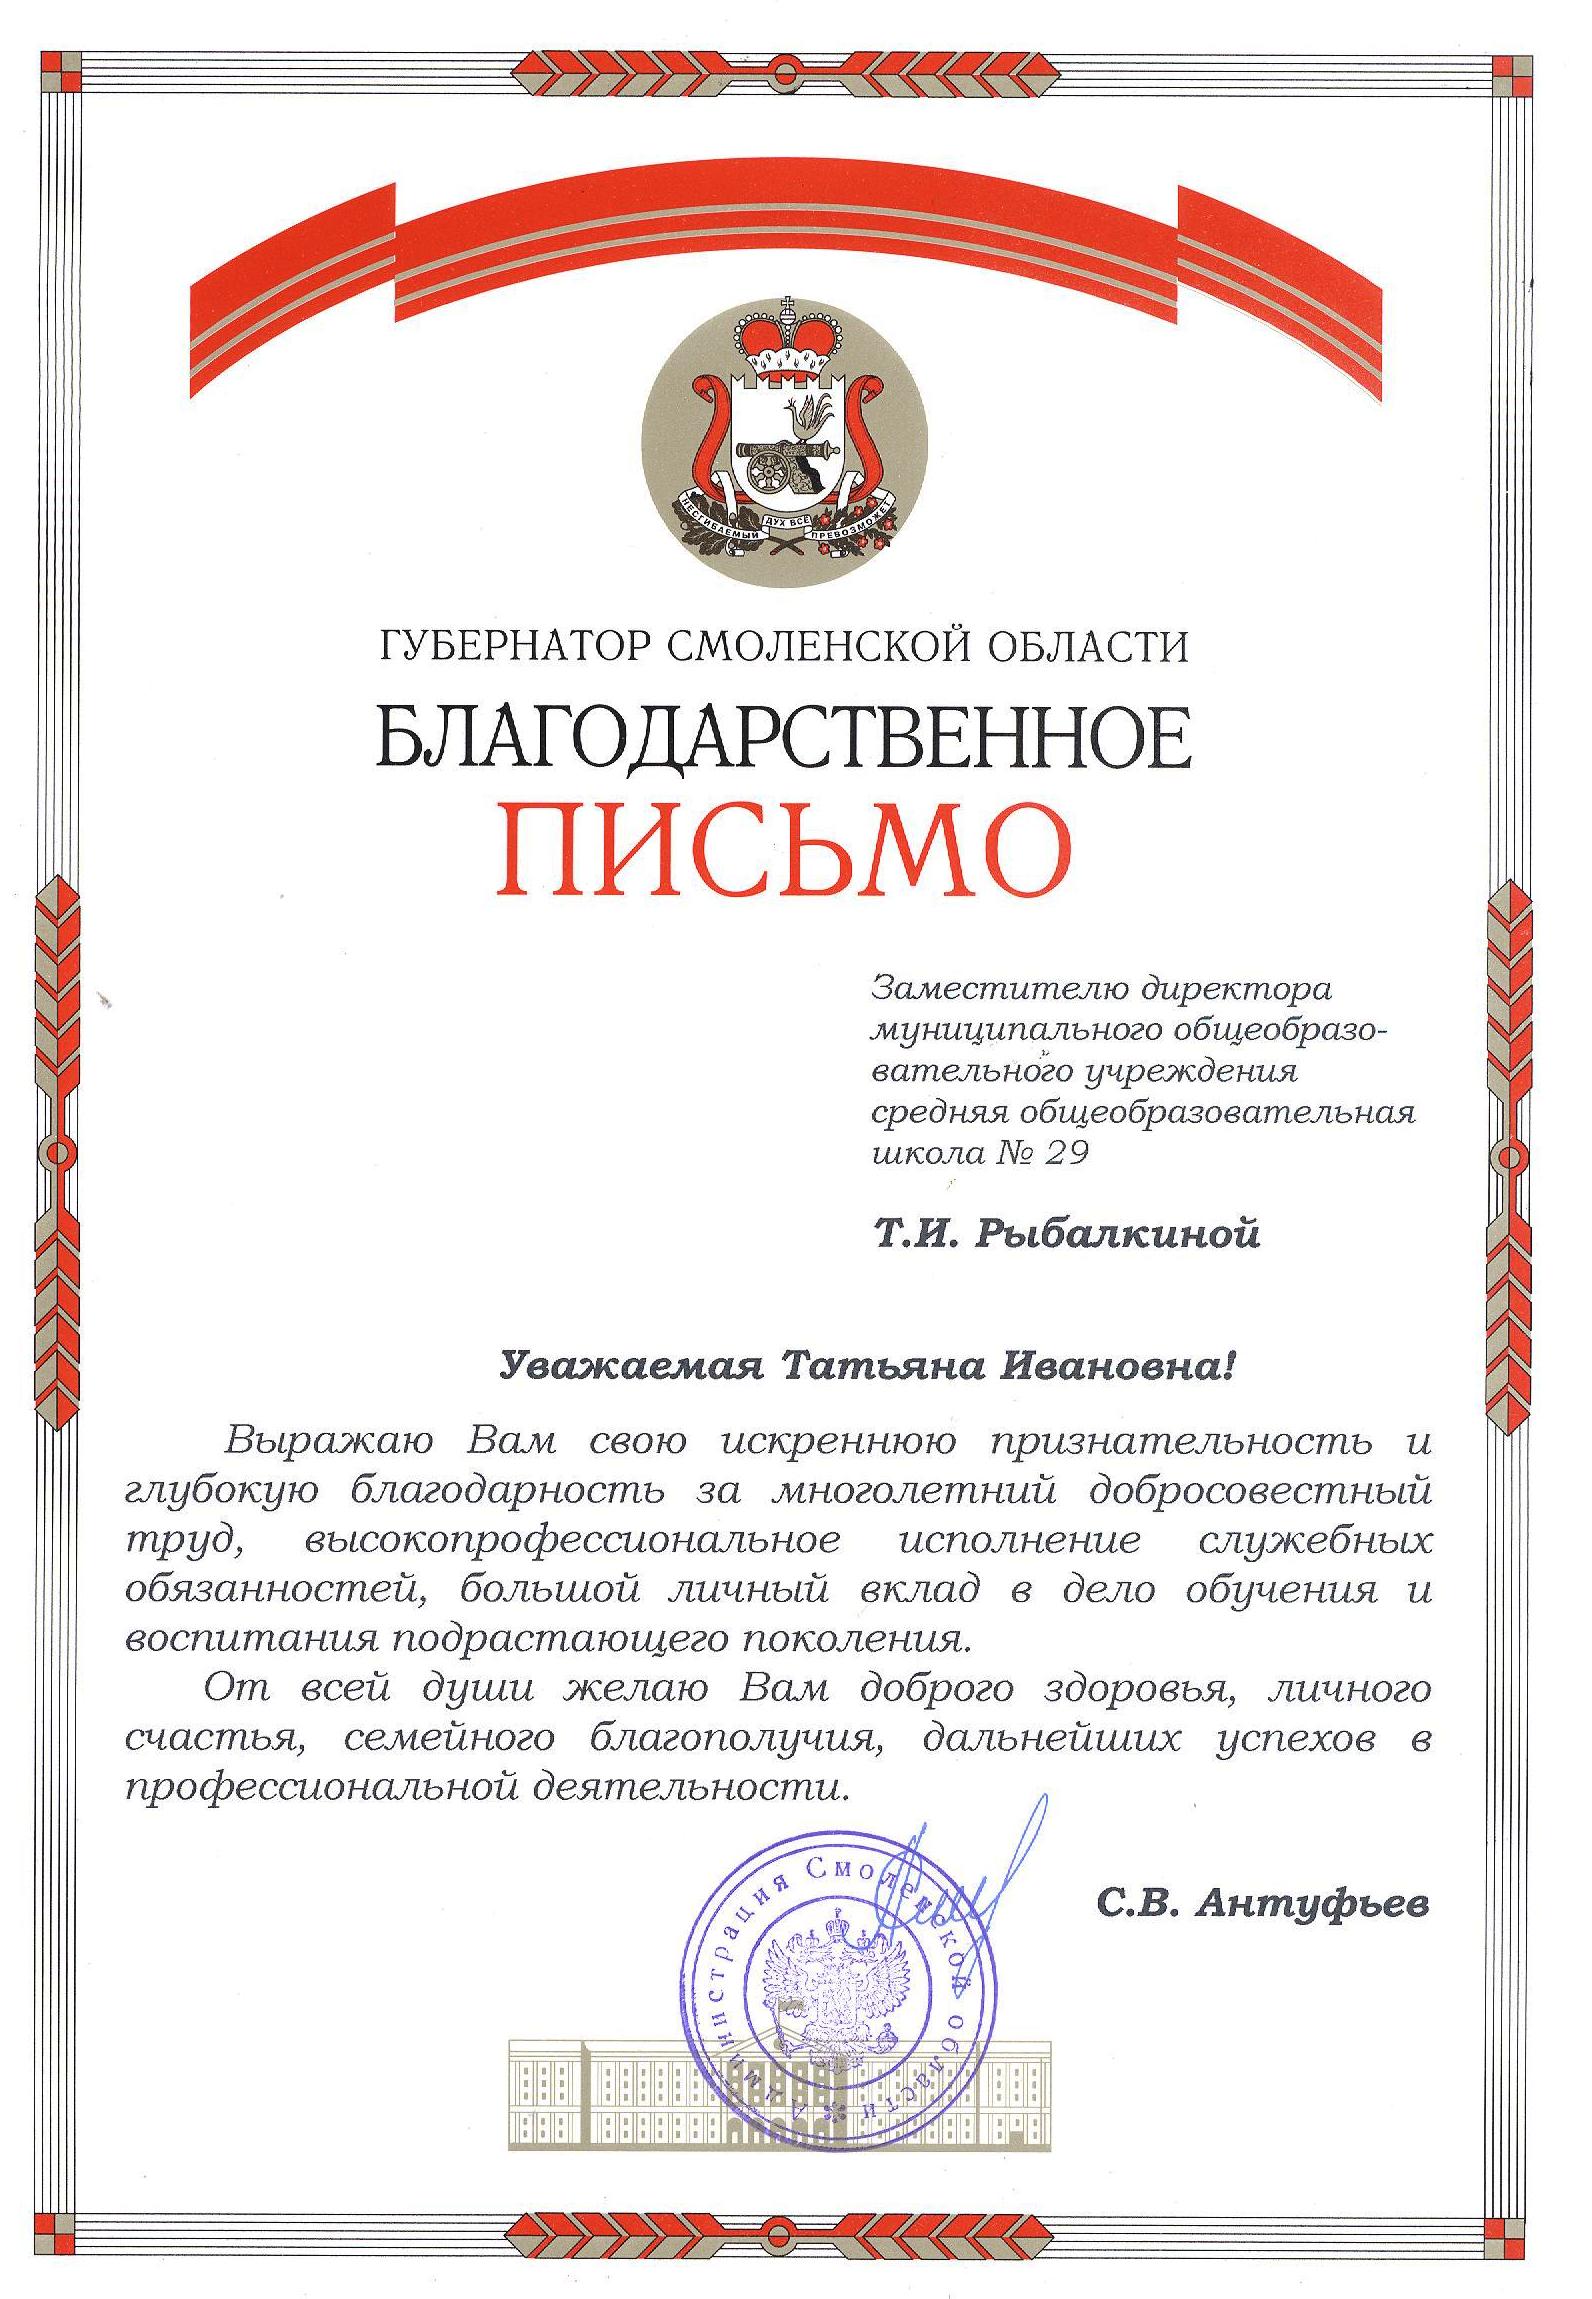 НЕСГИБАЕМЫЙ ДУХ ВСЁ ПРЕВОЗМОЖЕТ
ГУБЕРНАТОР СМОЛЕНСКОЙ ОБЛАСТИ
БЛАГОДАРСТВЕННОЕ
ПИСЬМО
Заместителю директора
муниципального общеобразо-
вательного учреждения
средняя общеобразовательная
школа № 29
Т.И. Рыбалкиной
Уважаемая Татьяна Ивановна!
Выражаю Вам свою искреннюю признательность и
глубокую благодарность за многолетний добросовестный
труд, высокопрофессиональное исполнение служебных
обязанностей, большой личный вклад в дело обучения и
воспитания подрастающего поколения.
От всей души желаю Вам доброго здоровья, личного
счастья, семейного благополучия, дальнейших успехов в
профессиональной деятельности.
С.В. Антуфьев
Администрация Смоленской области